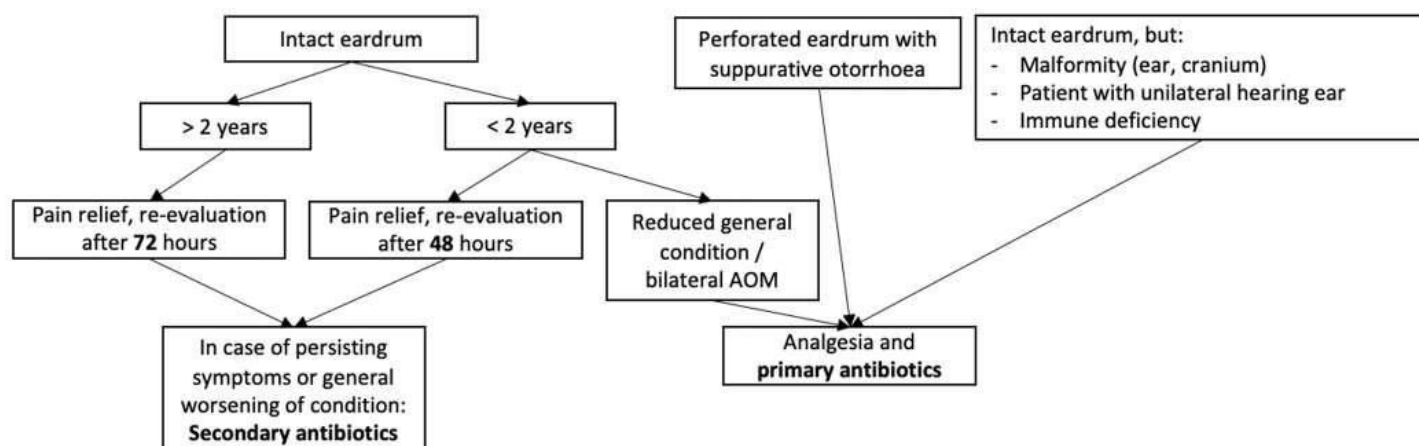 Intact eardrum
Perforated eardrum with
suppurative otorrhoea
Intact eardrum, but:
- Malformity (ear, cranium)
- Patient with unilateral hearing ear
- Immune deficiency
> 2 years
< 2 years
Pain relief, re-evaluation
after 72 hours
Pain relief, re-evaluation
after 48 hours
Reduced general
condition /
bilateral AOM
In case of persisting
symptoms or general
worsening of condition:
Secondary antibiotics
Analgesia and
primary antibiotics